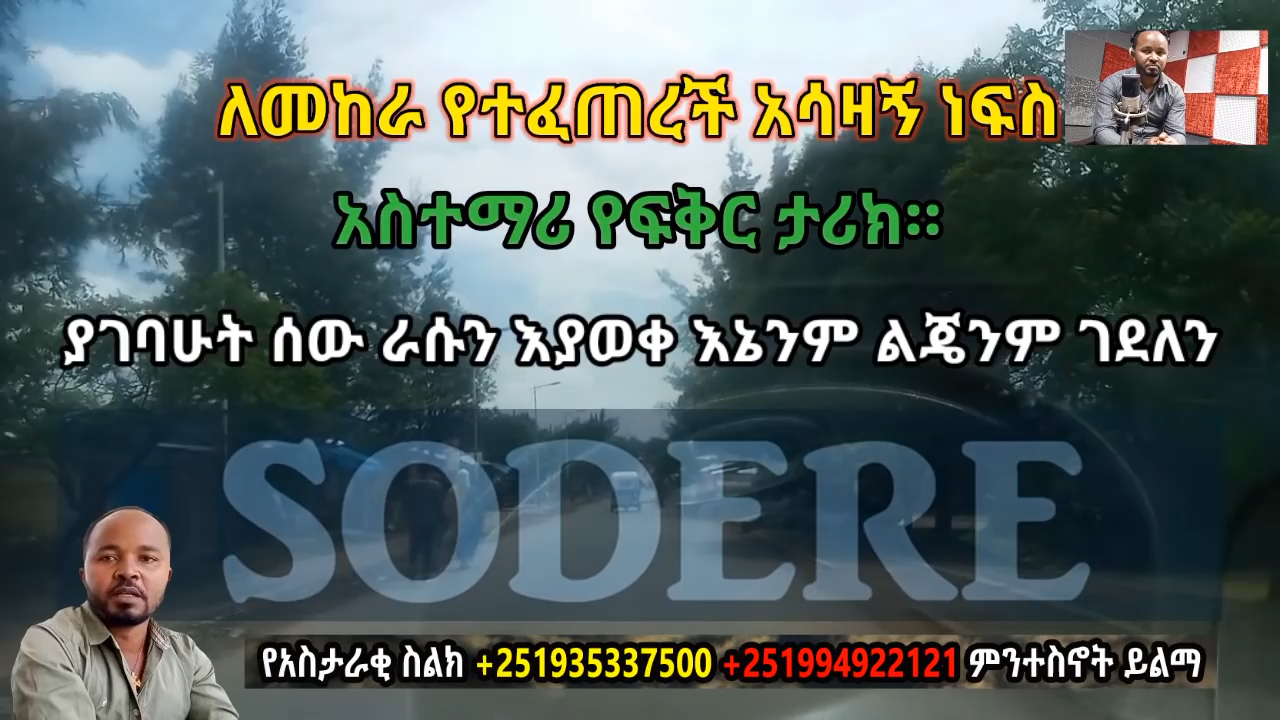 ለመከራ የተፈጠረች አሳዛኝ ነፍስ
አስተማሪ የፍቅር ታሪክ።
ያገባሁት ሰው ራሱን እያወቀ እኔንም ልጄንም ገደለን
SODERE
የአስታራቂ ስልክ +251935337500 +251994922121 ምንተስኖት ይልማ